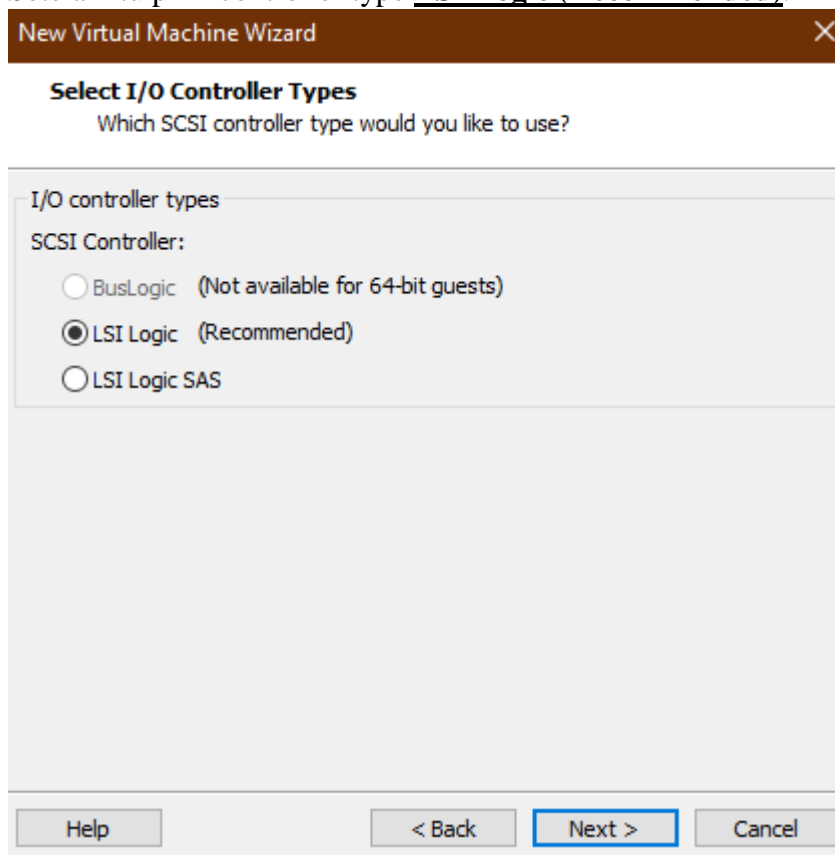 New Virtual Machine Wizard
Select I/O Controller Types
Which SCSI controller type would you like to use?
I/O controller types
SCSI Controller:
BusLogic (Not available for 64-bit guests)
LSI Logic (Recommended)
LSI Logic SAS
Help < Back Next > Cancel